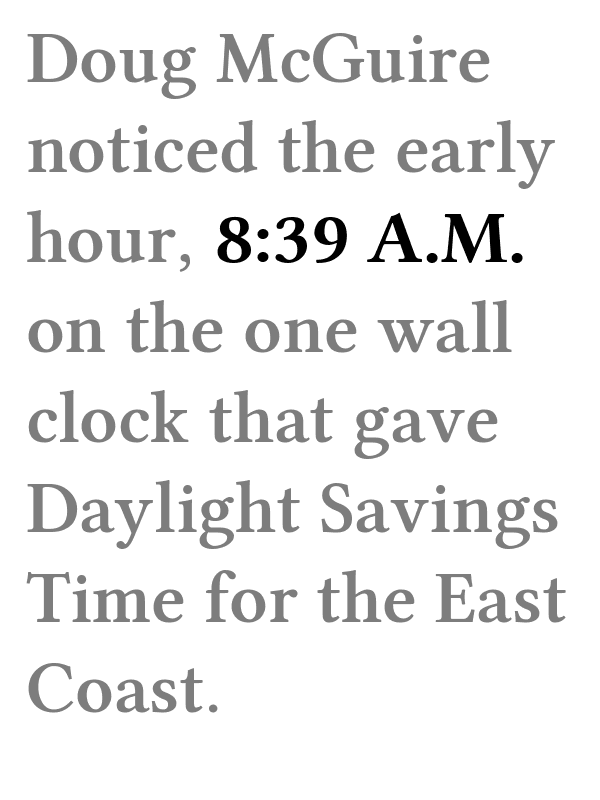 Doug McGuire
noticed the early
hour, 8:39 A.M.
on the one wall
clock that gave
Daylight Savings
Time for the East
Coast.